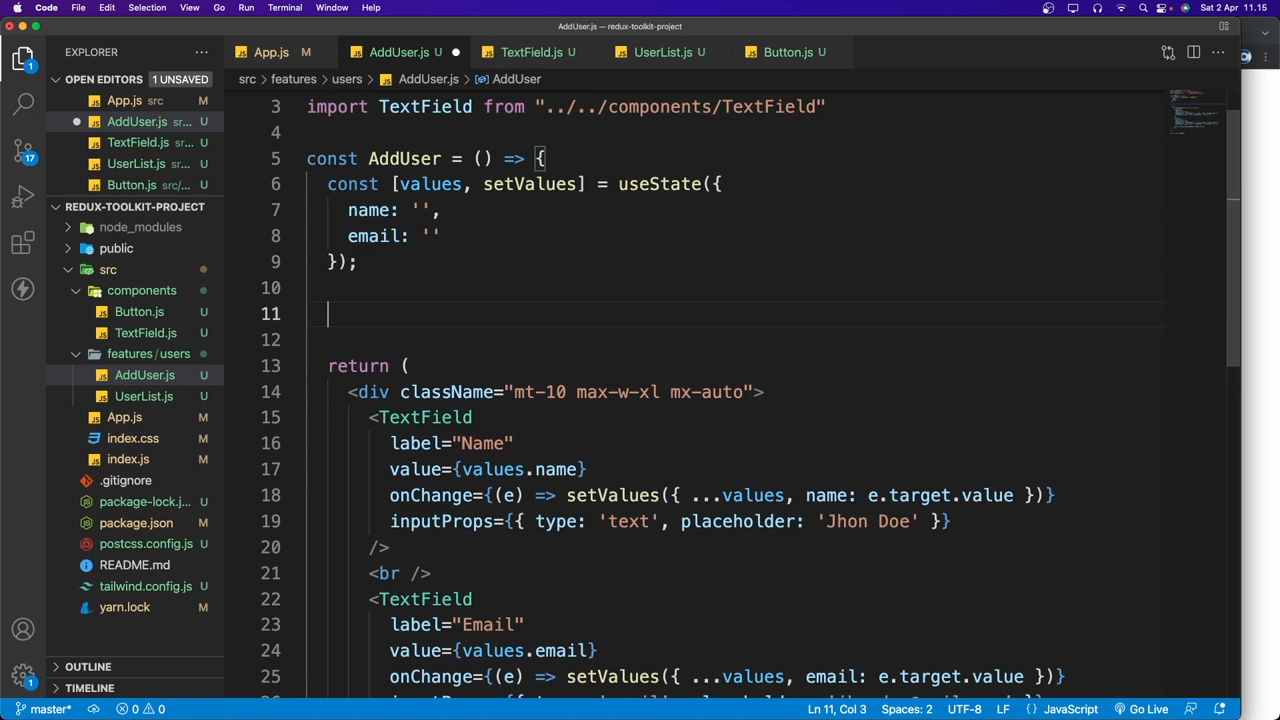 Code File Edit Selection View Go Run Terminal Window Help Sat 2 Apr 11.15
AddUser.js — redux-toolkit-project
EXPLORER
App.js M AddUser.js U TextField.js U UserList.js U Button.js U
src > features > users > AddUser.js > AddUser
OPEN EDITORS 1 UNSAVED
App.js src M
AddUser.js sr... U
TextField.js sr... U
UserList.js sr... U
Button.js src/... U
REDUX-TOOLKIT-PROJECT
node_modules
public
src
components
Button.js U
TextField.js U
features/users
AddUser.js U
UserList.js U
App.js M
index.css M
index.js M
.gitignore
package-lock.j... U
package.json M
postcss.config.js U
README.md
tailwind.config.js U
yarn.lock M
OUTLINE
TIMELINE
1
17
1
3 import TextField from "../../components/TextField"
4
5 const AddUser = () => {
6 const [values, setValues] = useState({
7 name: '',
8 email: ''
9 });
10
11
12
13 return (
14 <div className="mt-10 max-w-xl mx-auto">
15 <TextField
16 label="Name"
17 value={values.name}
18 onChange={(e) => setValues({ ...values, name: e.target.value })}
19 inputProps={{ type: 'text', placeholder: 'Jhon Doe' }}
20 />
21 <br />
22 <TextField
23 label="Email"
24 value={values.email}
25 onChange={(e) => setValues({ ...values, email: e.target.value })}
master* 0 0 Ln 11, Col 3 Spaces: 2 UTF-8 LF {} JavaScript Go Live